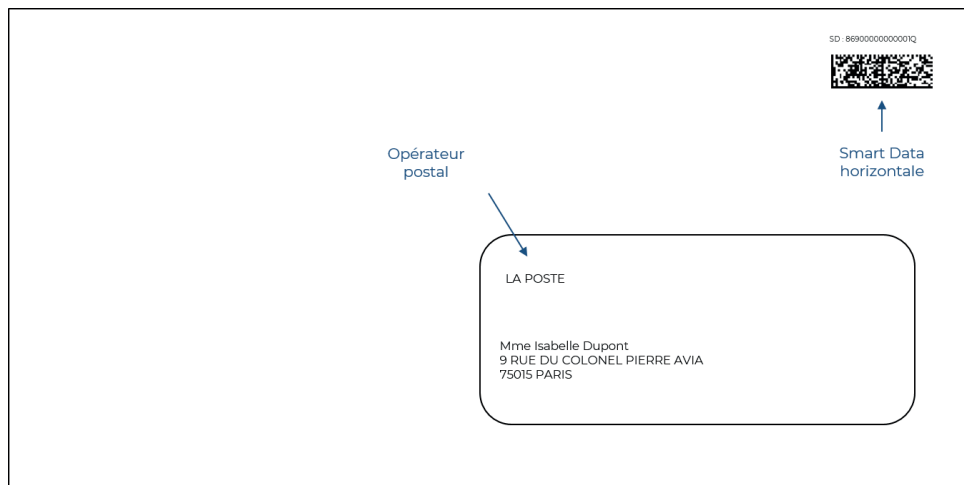 SD : 86900000000001Q
Smart Data
horizontale
Opérateur
postal
LA POSTE
Mme Isabelle Dupont
9 RUE DU COLONEL PIERRE AVIA
75015 PARIS